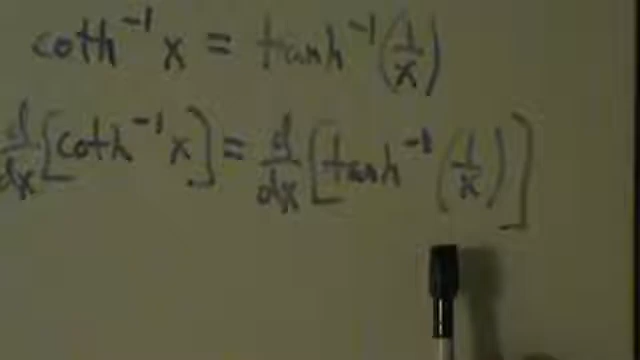 coth⁻¹ x = tanh⁻¹(1/x)
d/dx[coth⁻¹ x] = d/dx[tanh⁻¹(1/x)]